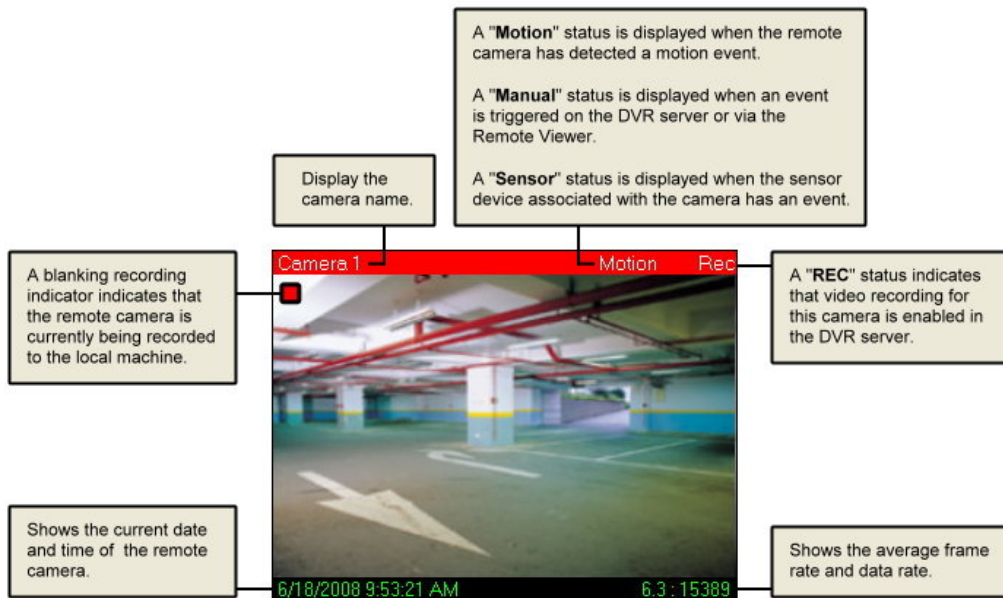 A "Motion" status is displayed when the remote
camera has detected a motion event.
A "Manual" status is displayed when an event
is triggered on the DVR server or via the
Remote Viewer.
A "Sensor" status is displayed when the sensor
device associated with the camera has an event.
Display the
camera name.
A blanking recording
indicator indicates that
the remote camera is
currently being recorded
to the local machine.
Camera 1 Motion Rec
A "REC" status indicates
that video recording for
this camera is enabled in
the DVR server.
Shows the current date
and time of the remote
camera.
Shows the average frame
rate and data rate.
6/18/2008 9:53:21 AM 6.3 : 15389